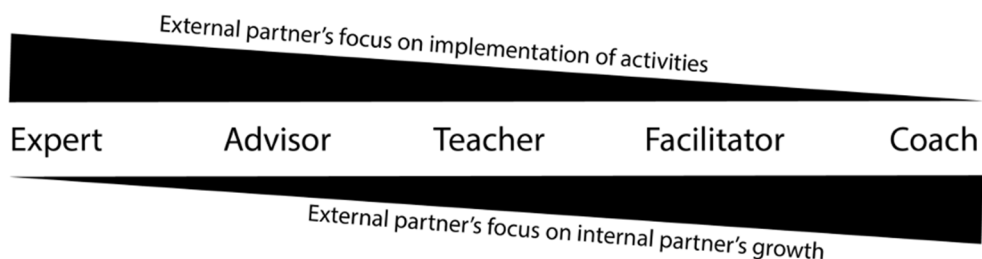 External partner’s focus on implementation of activities
Expert Advisor Teacher Facilitator Coach
External partner’s focus on internal partner’s growth